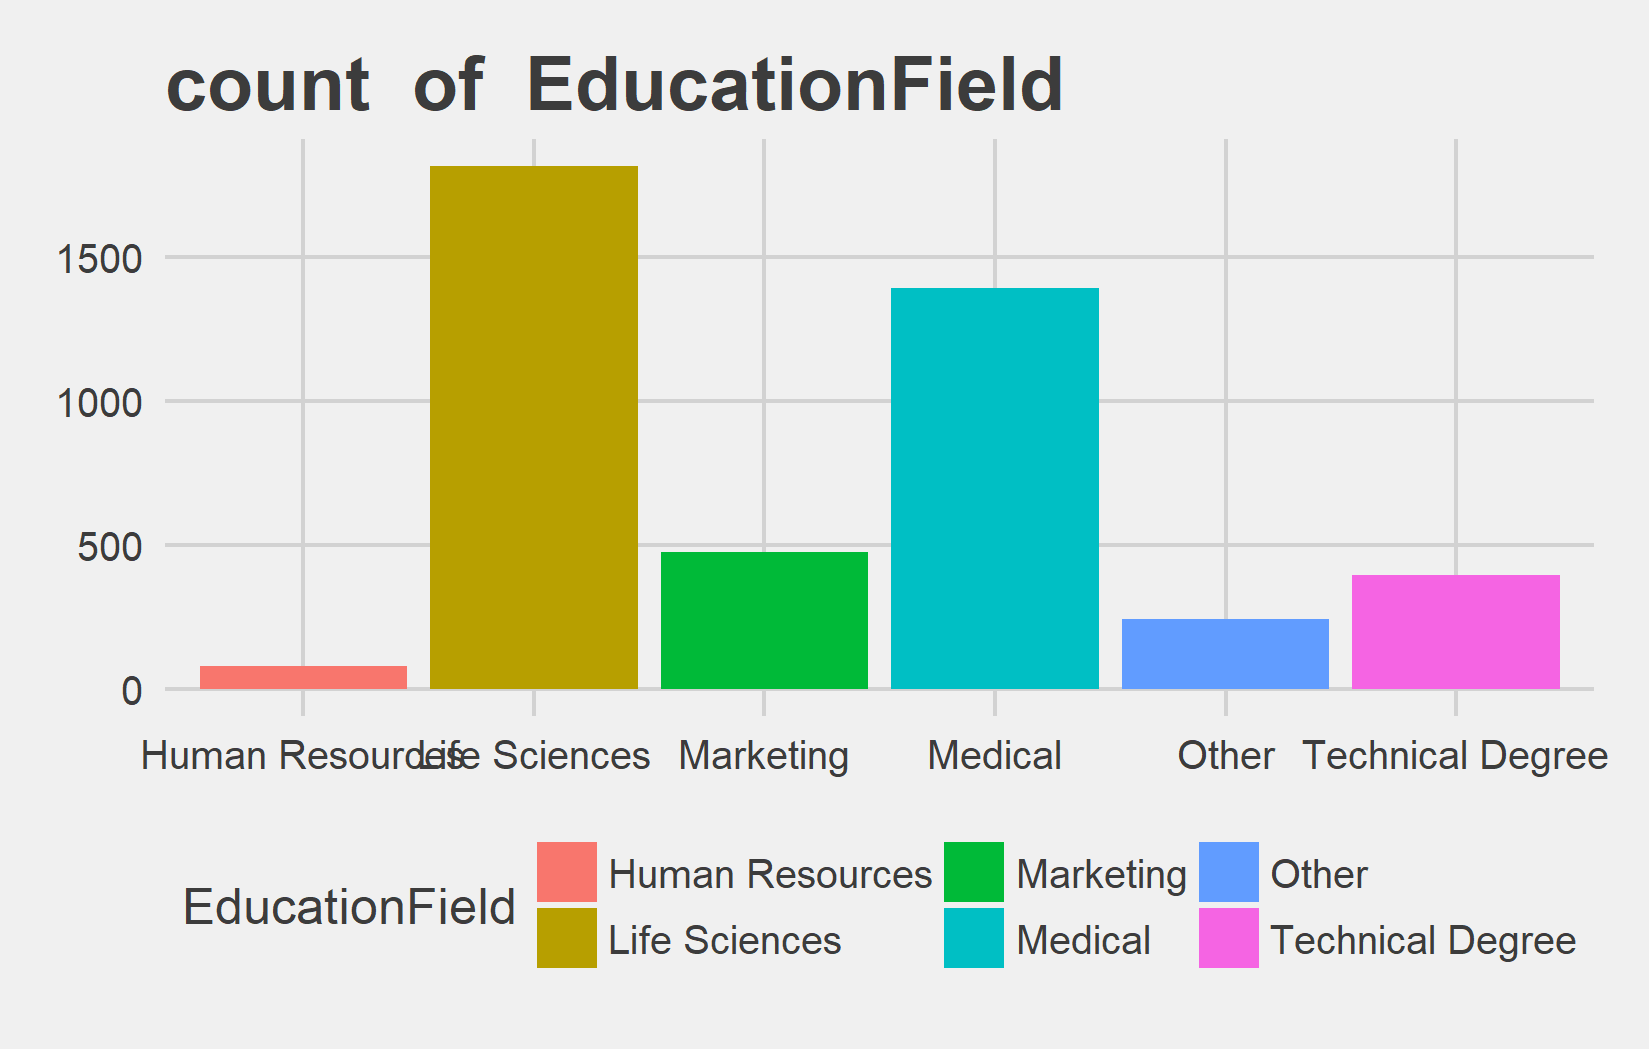 count of EducationField
1500
1000
500
0
Human Resources Life Sciences Marketing Medical Other Technical Degree
EducationField
Human Resources Marketing Other
Life Sciences Medical Technical Degree